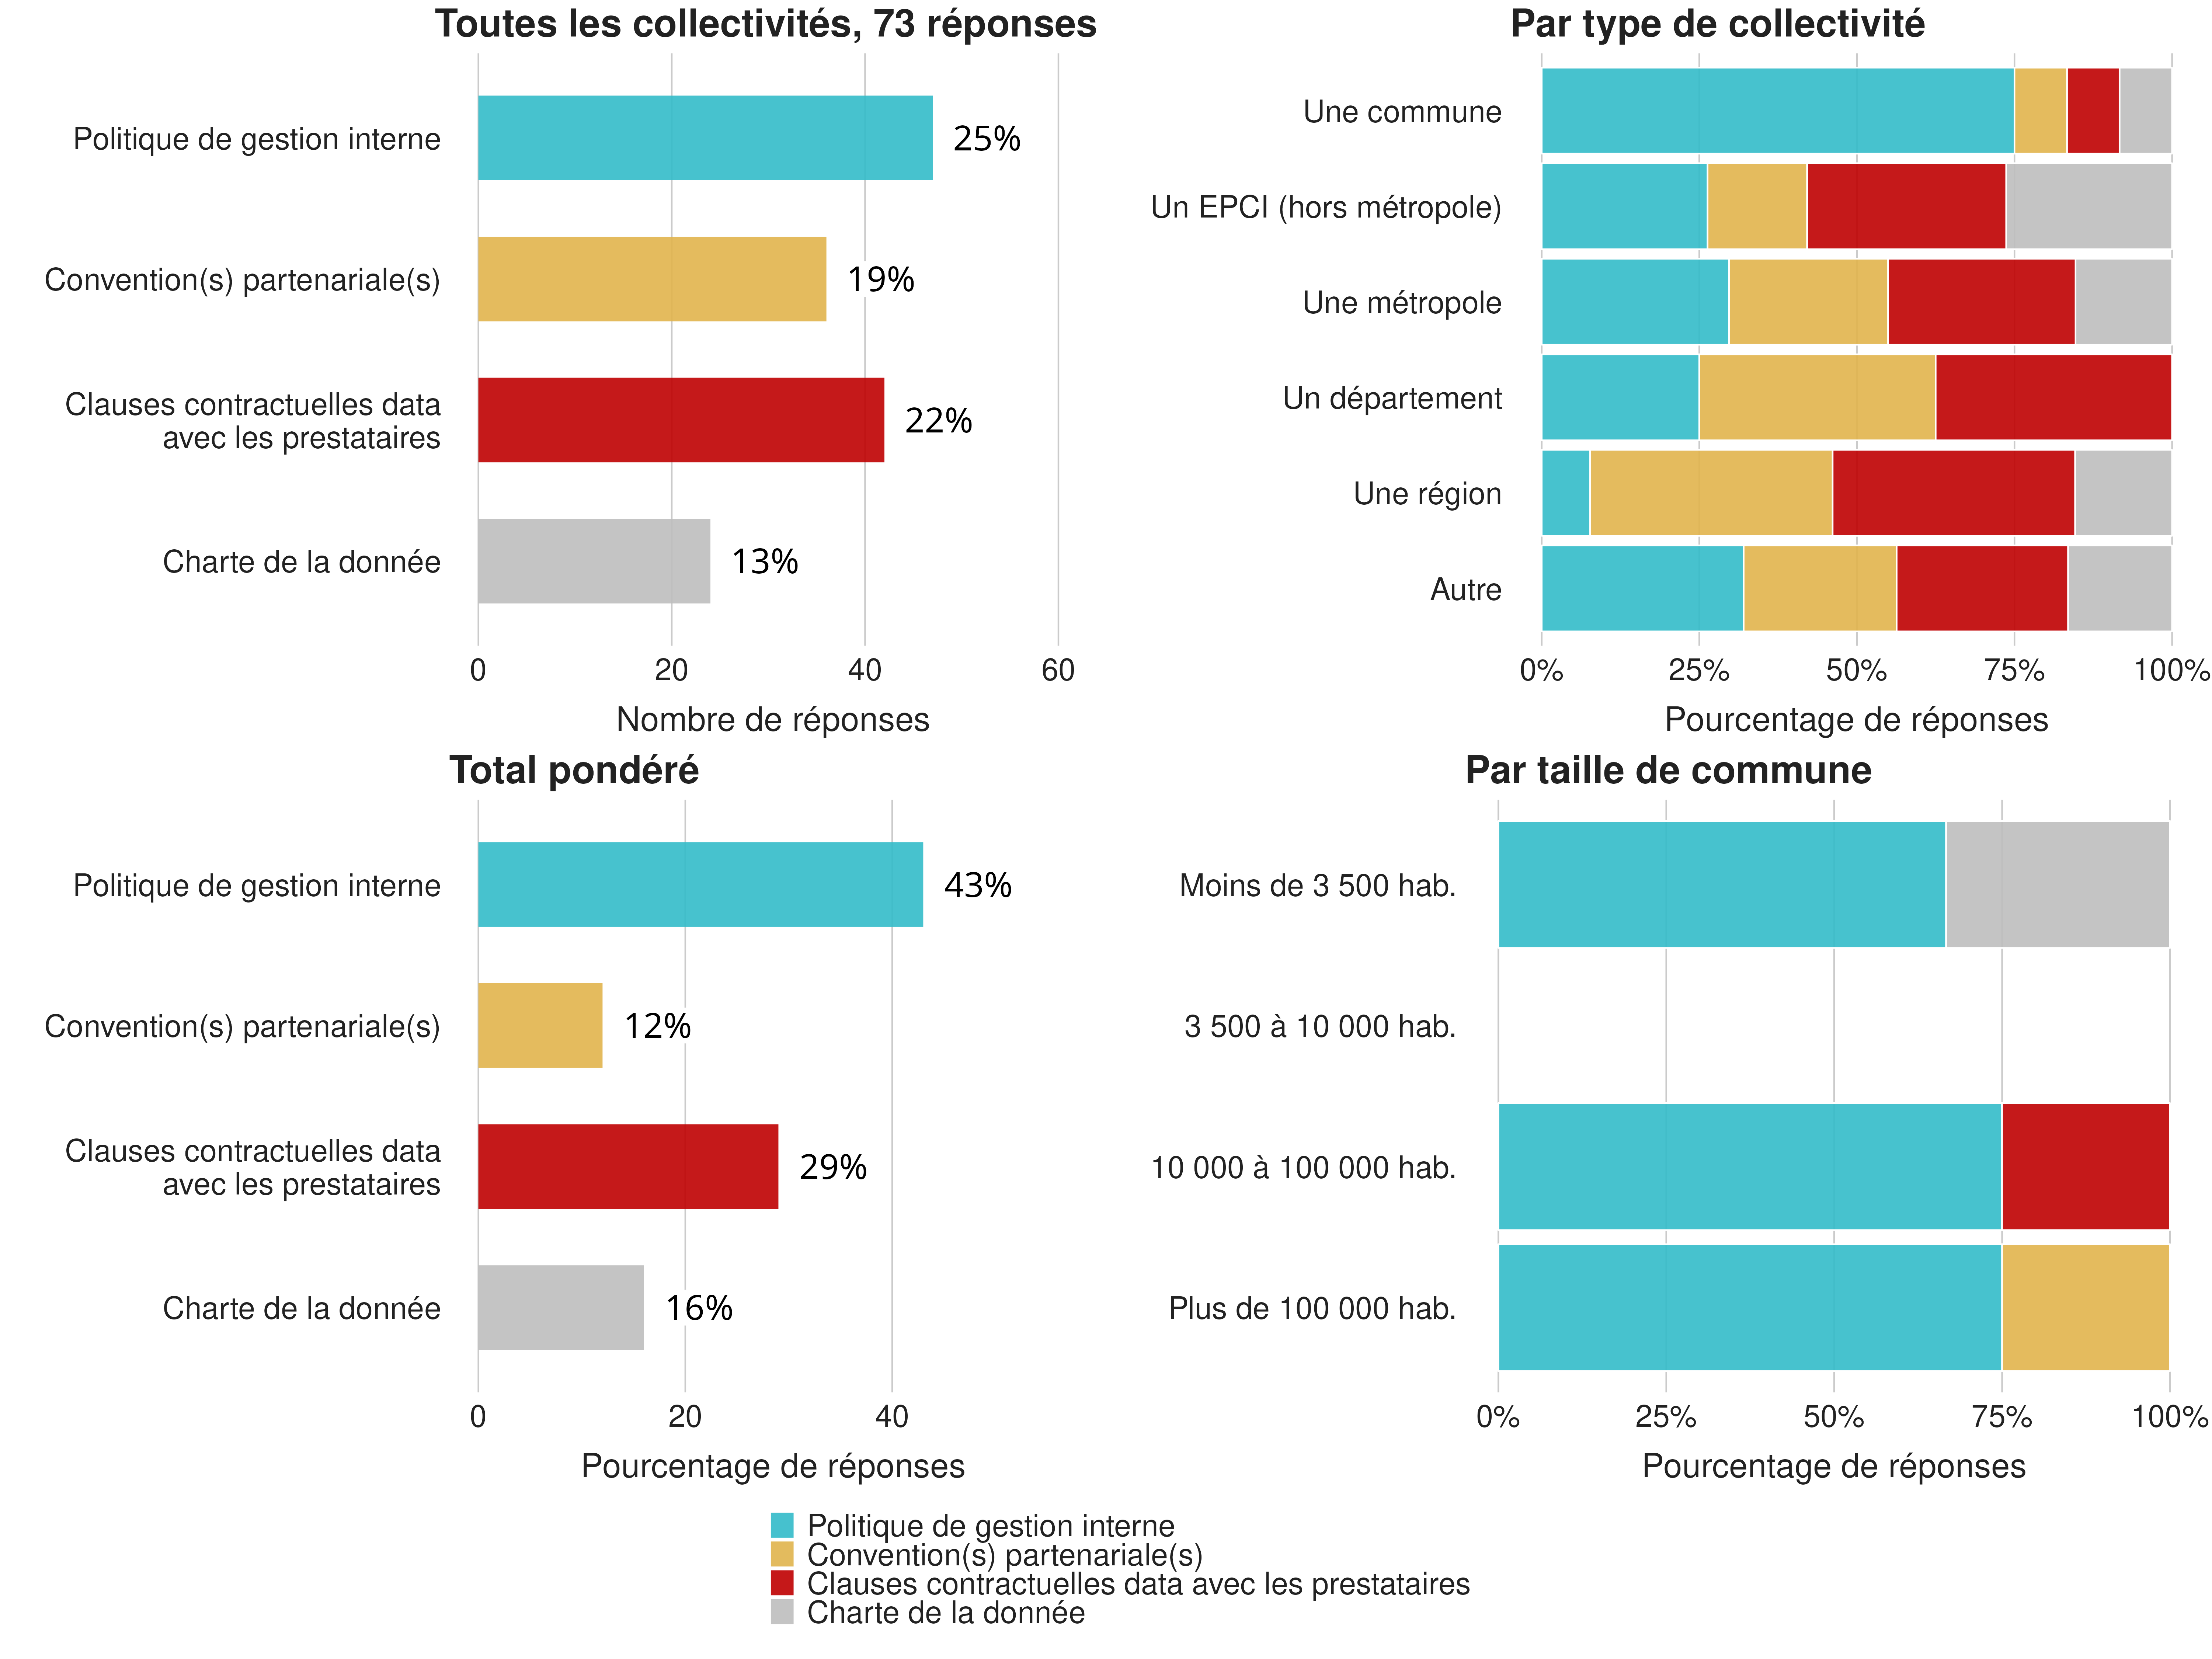 Toutes les collectivités, 73 réponses
Politique de gestion interne
25%
Convention(s) partenariale(s)
19%
Clauses contractuelles data
avec les prestataires
22%
Charte de la donnée
13%
0 20 40 60
Nombre de réponses
Par type de collectivité
Une commune
Un EPCI (hors métropole)
Une métropole
Un département
Une région
Autre
0% 25% 50% 75% 100%
Pourcentage de réponses
Total pondéré
Politique de gestion interne
43%
Convention(s) partenariale(s)
12%
Clauses contractuelles data
avec les prestataires
29%
Charte de la donnée
16%
0 20 40
Pourcentage de réponses
Par taille de commune
Moins de 3 500 hab.
3 500 à 10 000 hab.
10 000 à 100 000 hab.
Plus de 100 000 hab.
0% 25% 50% 75% 100%
Pourcentage de réponses
Politique de gestion interne
Convention(s) partenariale(s)
Clauses contractuelles data avec les prestataires
Charte de la donnée